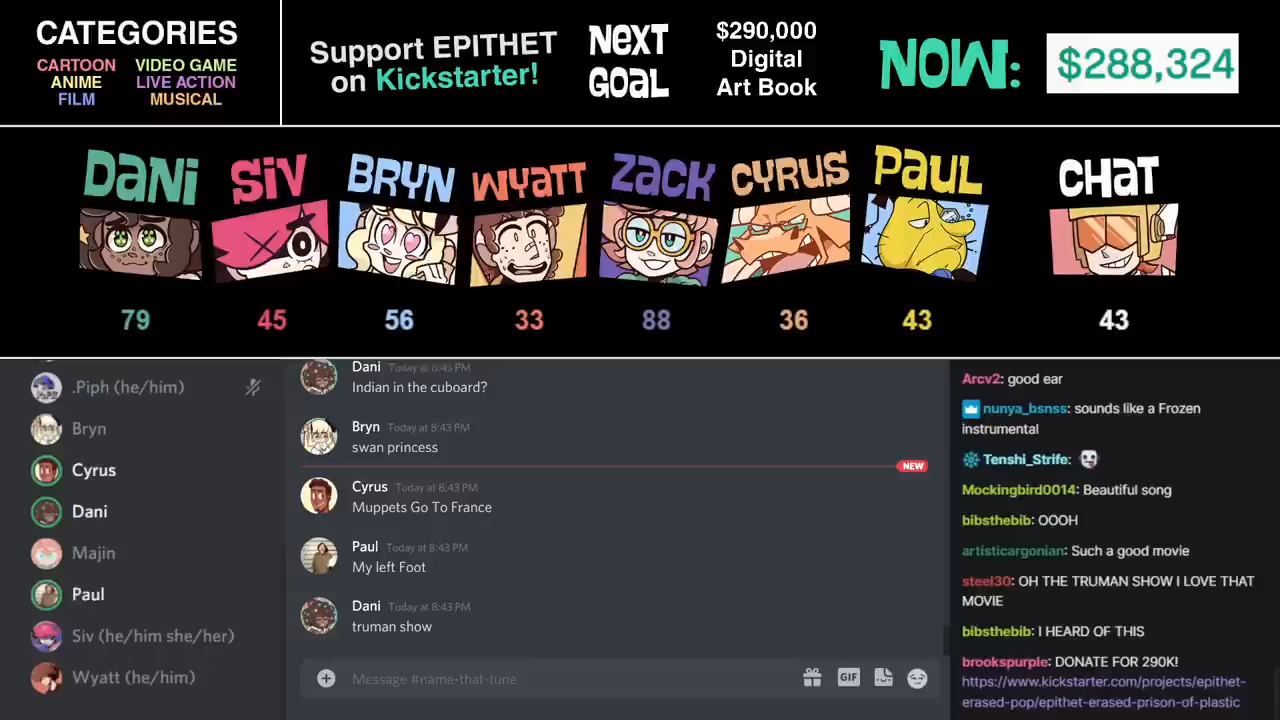 CATEGORIES
CARTOON VIDEO GAME
ANIME LIVE ACTION
FILM MUSICAL
Support EPITHET
on Kickstarter!
NEXT
GOAL
$290,000
Digital
Art Book
NOW: $288,324
DANI SIV BRYN WYATT ZACK CYRUS PAUL CHAT
79 45 56 33 88 36 43 43
.Piph (he/him)
Bryn
Cyrus
Dani
Majin
Paul
Siv (he/him she/her)
Wyatt (he/him)
Dani Today at 8:43 PM
Indian in the cuboard?
Bryn Today at 8:43 PM
swan princess
NEW
Cyrus Today at 8:43 PM
Muppets Go To France
Paul Today at 8:43 PM
My left Foot
Dani Today at 8:43 PM
truman show
Message #name-that-tune
GIF
Arcv2: good ear
nunya_bsnss: sounds like a Frozen
instrumental
Tenshi_Strife:
Mockingbird0014: Beautiful song
bibsthebib: OOOH
artisticargonian: Such a good movie
steel30: OH THE TRUMAN SHOW I LOVE THAT
MOVIE
bibsthebib: I HEARD OF THIS
brookspurple: DONATE FOR 290K!
https://www.kickstarter.com/projects/epithet-
erased-pop/epithet-erased-prison-of-plastic